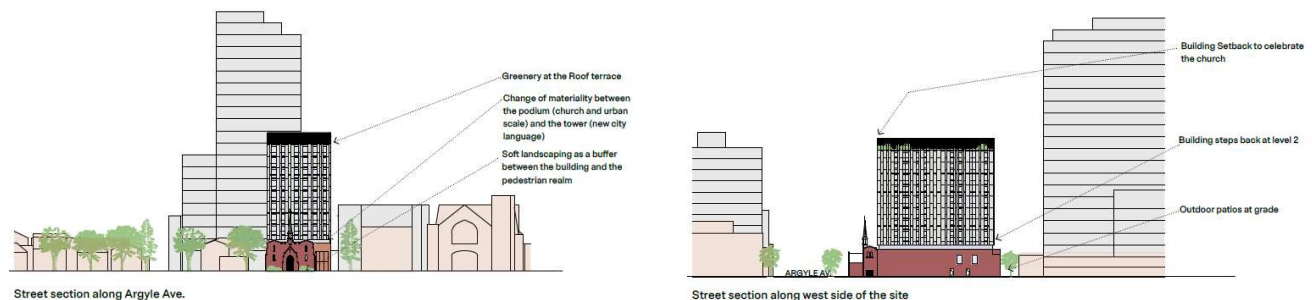 Greenery at the Roof terrace
Change of materiality between
the podium (church and urban
scale) and the tower (new city
language)
Soft landscaping as a buffer
between the building and the
pedestrian realm
Street section along Argyle Ave.
Building Setback to celebrate
the church
Building steps back at level 2
Outdoor patios at grade
ARGYLE AV.
Street section along west side of the site